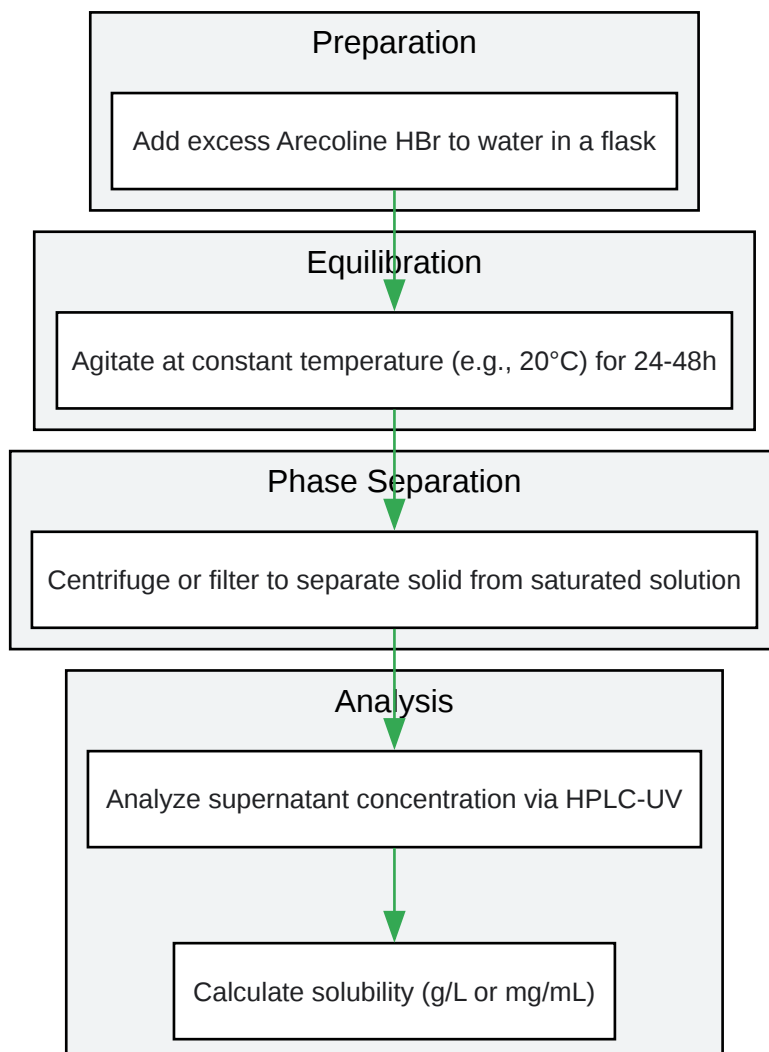 Preparation
Add excess Arecoline HBr to water in a flask
Equilibration
Agitate at constant temperature (e.g., 20°C) for 24-48h
Phase Separation
Centrifuge or filter to separate solid from saturated solution
Analysis
Analyze supernatant concentration via HPLC-UV
Calculate solubility (g/L or mg/mL)